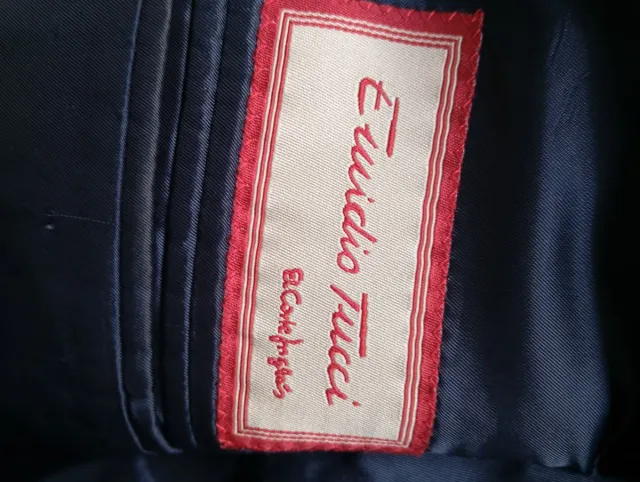 Emidio Tucci
El Corte Inglés